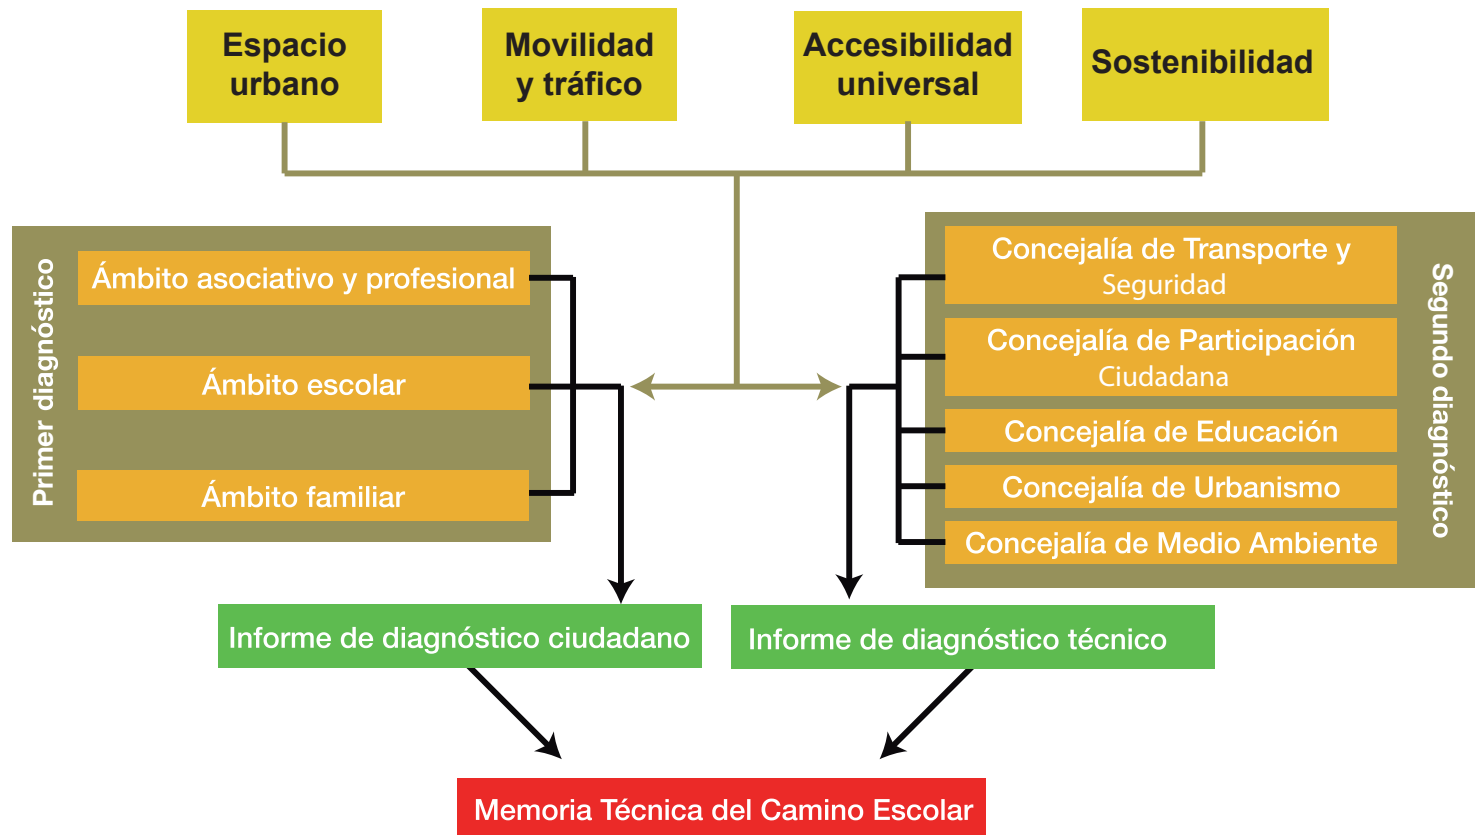 Espacio
urbano
Movilidad
y tráfico
Accesibilidad
universal
Sostenibilidad
Primer diagnóstico
Ámbito asociativo y profesional
Ámbito escolar
Ámbito familiar
Concejalía de Transporte y
Seguridad
Concejalía de Participación
Ciudadana
Concejalía de Educación
Concejalía de Urbanismo
Concejalía de Medio Ambiente
Segundo diagnóstico
Informe de diagnóstico ciudadano
Informe de diagnóstico técnico
Memoria Técnica del Camino Escolar